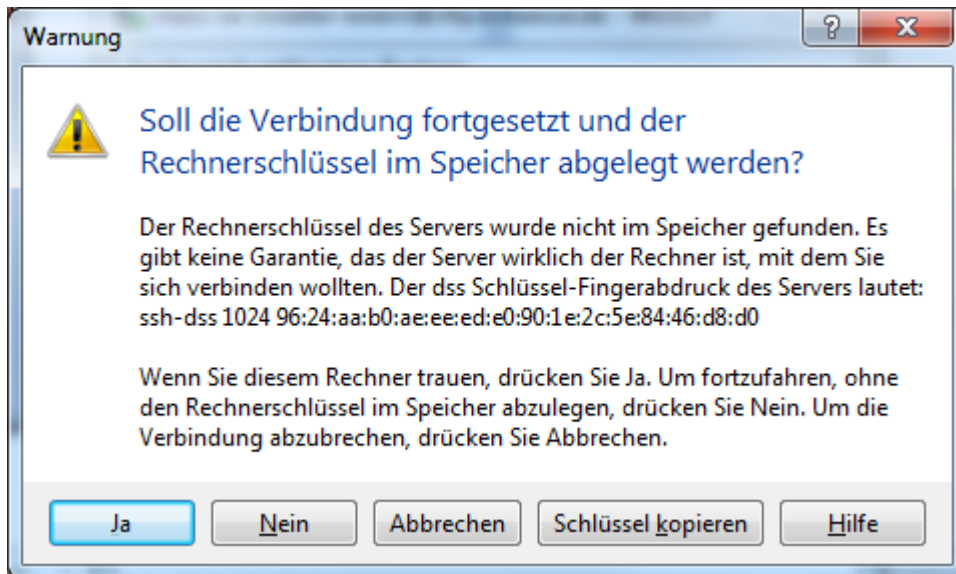 Warnung
Soll die Verbindung fortgesetzt und der
Rechnerschlüssel im Speicher abgelegt werden?
Der Rechnerschlüssel des Servers wurde nicht im Speicher gefunden. Es
gibt keine Garantie, das der Server wirklich der Rechner ist, mit dem Sie
sich verbinden wollten. Der dss Schlüssel-Fingerabdruck des Servers lautet:
ssh-dss 1024 96:24:aa:b0:ae:ee:ed:e0:90:1e:2c:5e:84:46:d8:d0
Wenn Sie diesem Rechner trauen, drücken Sie Ja. Um fortzufahren, ohne
den Rechnerschlüssel im Speicher abzulegen, drücken Sie Nein. Um die
Verbindung abzubrechen, drücken Sie Abbrechen.
Ja Nein Abbrechen Schlüssel kopieren Hilfe